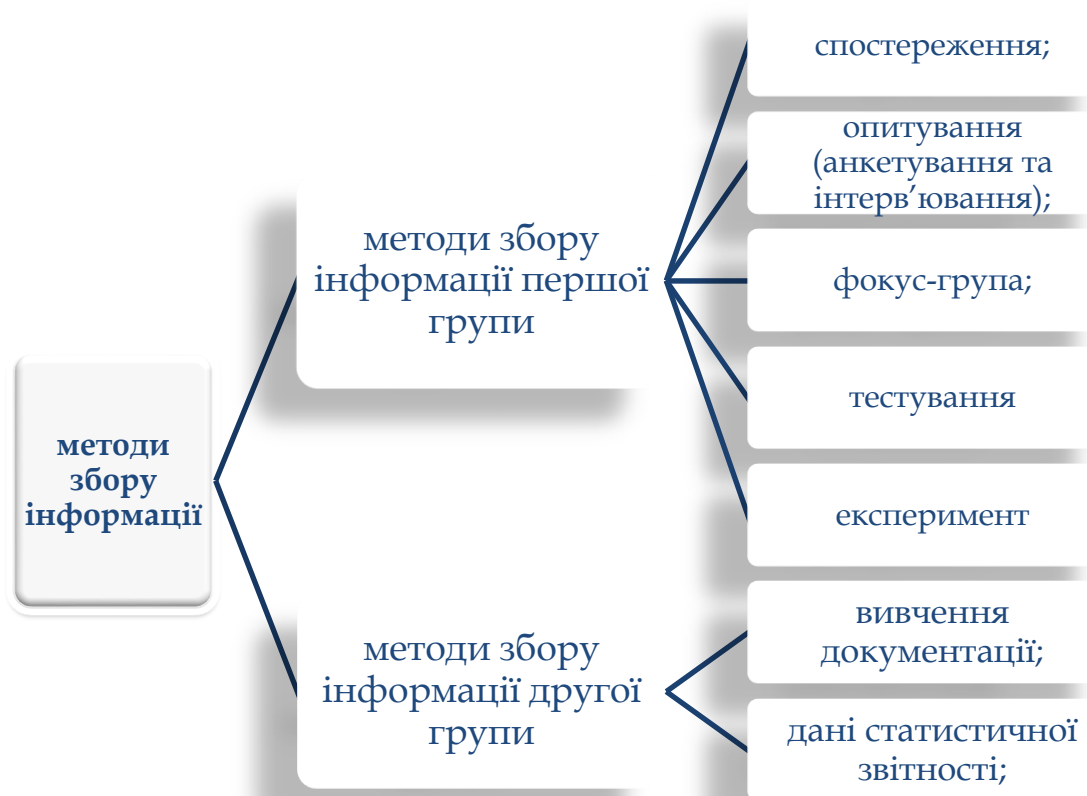 методи
збору
інформації
методи збору
інформації першої
групи
спостереження;
опитування
(анкетування та
інтерв’ювання);
фокус-група;
тестування
експеримент
методи збору
інформації другої
групи
вивчення
документації;
дані статистичної
звітності;